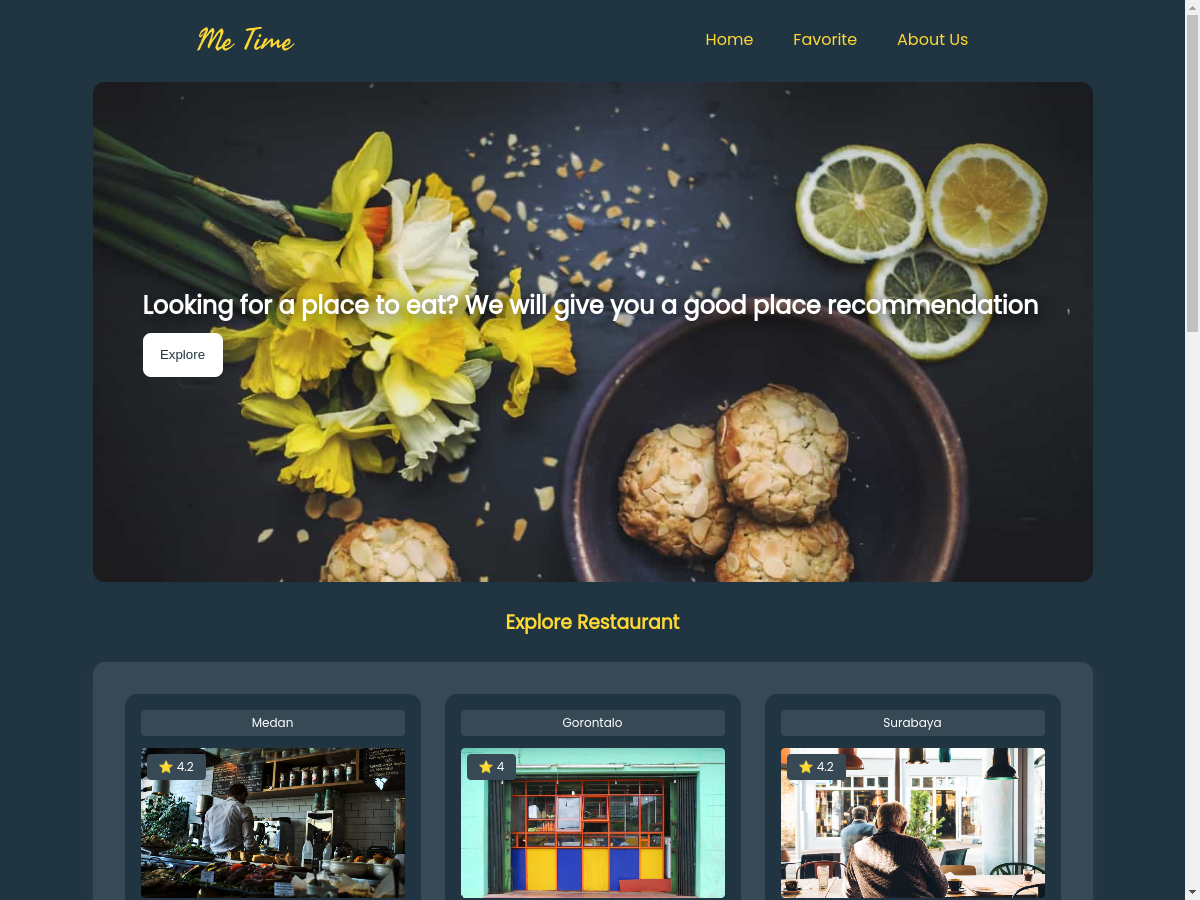 Me Time
Home
Favorite
About Us
Looking for a place to eat? We will give you a good place recommendation
Explore
Explore Restaurant
Medan
Gorontalo
Surabaya
⭐ 4.2
⭐ 4
⭐ 4.2